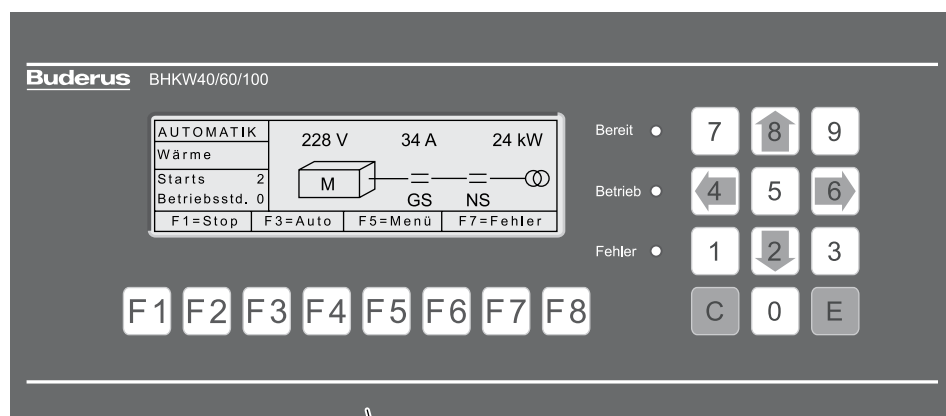 Buderus BHKW40/60/100
AUTOMATIK
Wärme
Starts 2
Betriebsstd. 0
228 V 34 A 24 kW
M
GS NS
F1=Stop F3=Auto F5=Menü F7=Fehler
Bereit
Betrieb
Fehler
7 8 9
4 5 6
1 2 3
C 0 E
F1 F2 F3 F4 F5 F6 F7 F8